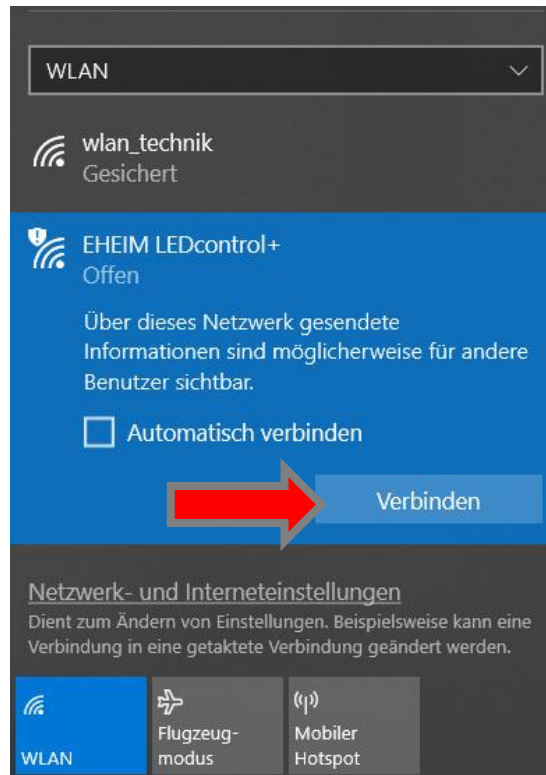 WLAN
wlan_technik
Gesichert
EHEIM LEDcontrol+
Offen
Über dieses Netzwerk gesendete
Informationen sind möglicherweise für andere
Benutzer sichtbar.
Automatisch verbinden
Verbinden
Netzwerk- und Interneteinstellungen
Dient zum Ändern von Einstellungen. Beispielsweise kann eine
Verbindung in eine getaktete Verbindung geändert werden.
WLAN
Flugzeug-
modus
Mobiler
Hotspot